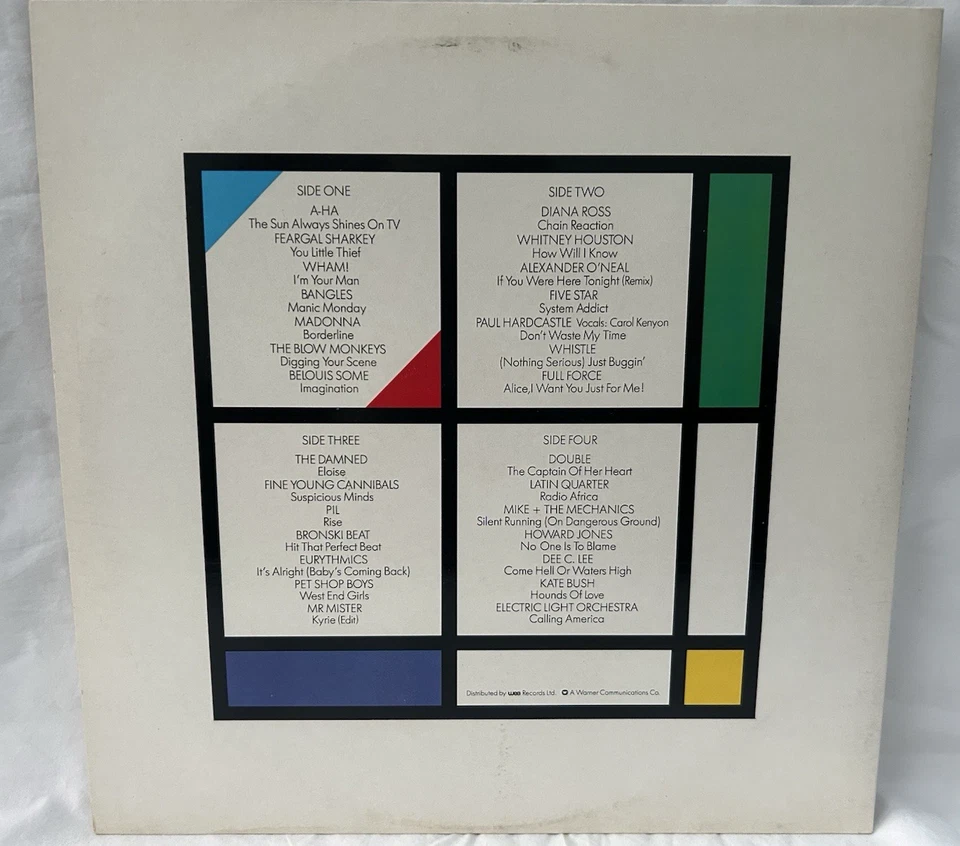 SIDE ONE
A-HA
The Sun Always Shines On TV
FEARGAL SHARKEY
You Little Thief
WHAM!
I'm Your Man
BANGLES
Manic Monday
MADONNA
Borderline
THE BLOW MONKEYS
Digging Your Scene
BELOUIS SOME
Imagination
SIDE TWO
DIANA ROSS
Chain Reaction
WHITNEY HOUSTON
How Will I Know
ALEXANDER O'NEAL
If You Were Here Tonight (Remix)
FIVE STAR
System Addict
PAUL HARDCASTLE Vocals: Carol Kenyon
Don't Waste My Time
WHISTLE
(Nothing Serious) Just Buggin'
FULL FORCE
Alice, I Want You Just For Me!
SIDE THREE
THE DAMNED
Eloise
FINE YOUNG CANNIBALS
Suspicious Minds
PIL
Rise
BRONSKI BEAT
Hit That Perfect Beat
EURYTHMICS
It's Alright (Baby's Coming Back)
PET SHOP BOYS
West End Girls
MR MISTER
Kyrie (Edit)
SIDE FOUR
DOUBLE
The Captain Of Her Heart
LATIN QUARTER
Radio Africa
MIKE + THE MECHANICS
Silent Running (On Dangerous Ground)
HOWARD JONES
No One Is To Blame
DEE C. LEE
Come Hell Or Waters High
KATE BUSH
Hounds Of Love
ELECTRIC LIGHT ORCHESTRA
Calling America
Distributed by wea Records Ltd. A Warner Communications Co.